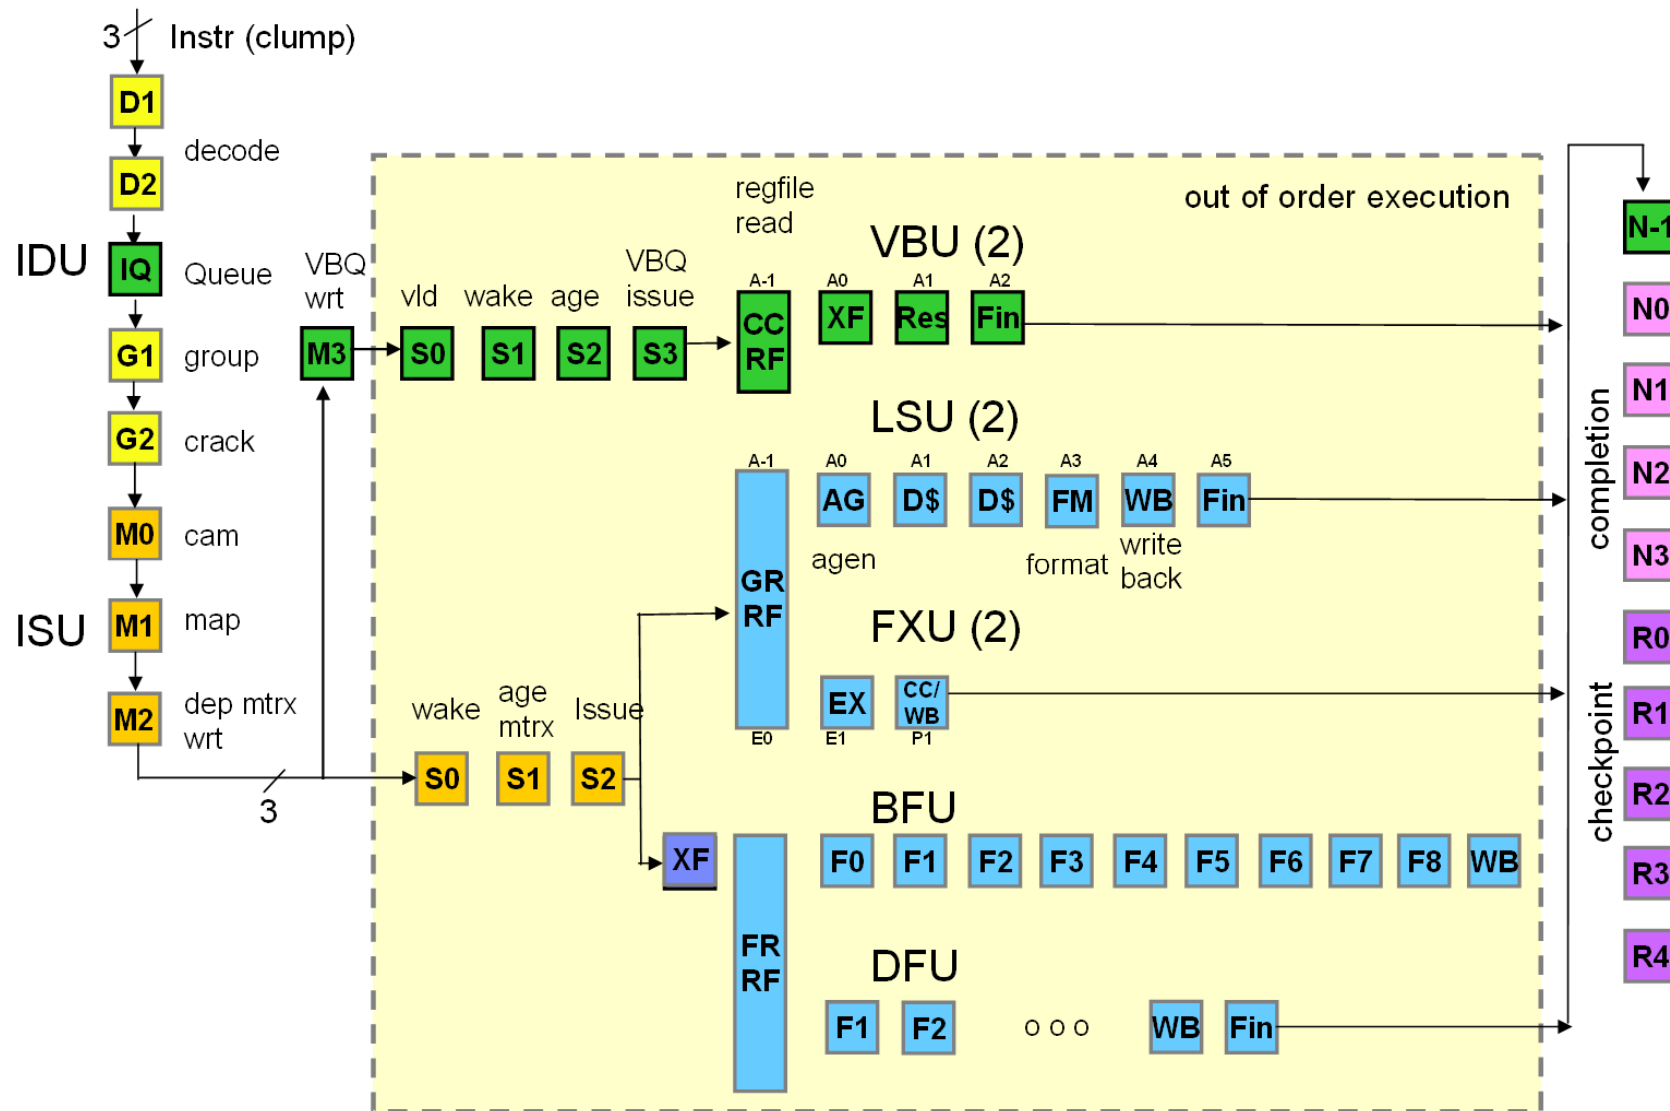 3 Instr (clump)
D1
decode
D2
IDU
IQ
Queue
G1
group
G2
crack
M0
cam
ISU
M1
map
M2
dep mtrx
wrt
3
VBQ
wrt
M3
out of order execution
vld
wake
age
VBQ
issue
S0
S1
S2
S3
regfile
read
VBU (2)
A-1
A0
A1
A2
CC
RF
XF
Res
Fin
LSU (2)
A-1
A0
A1
A2
A3
A4
A5
GR
RF
AG
D$
D$
FM
WB
Fin
agen
format
write
back
FXU (2)
EX
CC/
WB
E0
E1
P1
wake
age
mtrx
Issue
S0
S1
S2
BFU
XF
FR
RF
F0
F1
F2
F3
F4
F5
F6
F7
F8
WB
DFU
F1
F2
o o o
WB
Fin
completion
checkpoint
N-1
N0
N1
N2
N3
R0
R1
R2
R3
R4